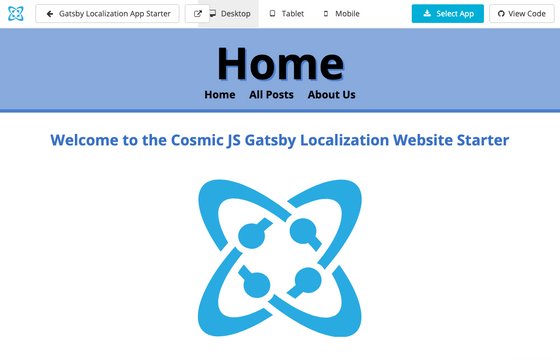 Gatsby Localization App Starter Desktop Tablet Mobile Select App View Code
Home
Home All Posts About Us
Welcome to the Cosmic JS Gatsby Localization Website Starter